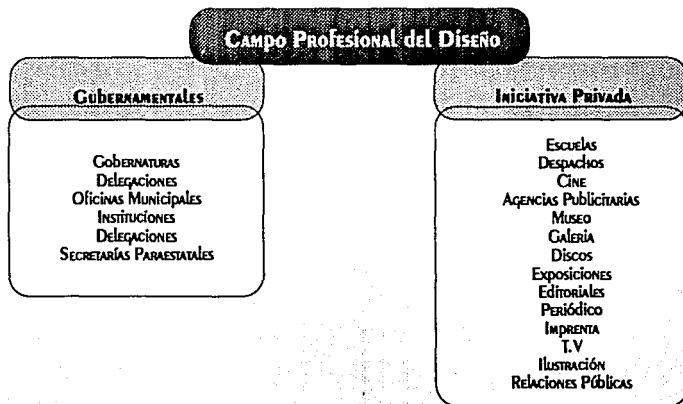 Campo Profesional del Diseño
Gubernamentales
Gobernaturas
Delegaciones
Oficinas Municipales
Instituciones
Delegaciones
Secretarías Paraestatales
Iniciativa Privada
Escuelas
Despachos
Cine
Agencias Publicitarias
Museo
Galería
Discos
Exposiciones
Editoriales
Periódico
Imprenta
T.V
Ilustración
Relaciones Públicas